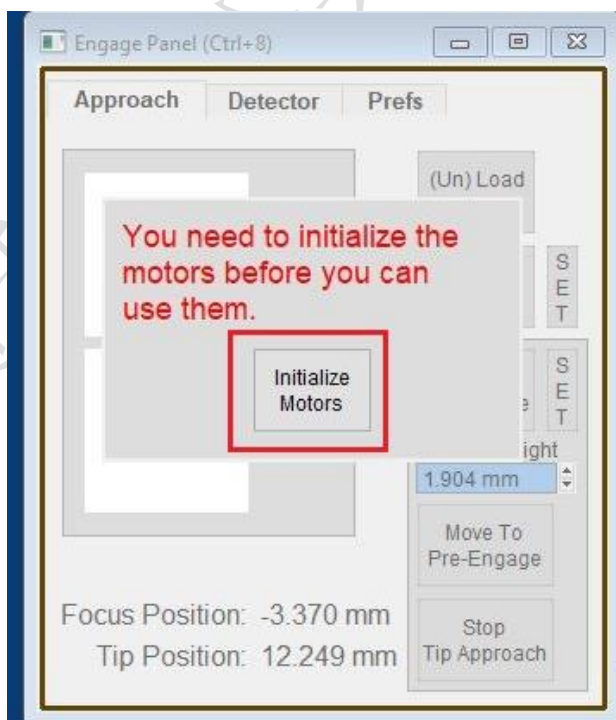 Engage Panel (Ctrl+8)
Approach Detector Prefs
(Un) Load
You need to initialize the
motors before you can
use them.
S
E
T
Initialize
Motors
S
E
T
1.904 mm
Move To
Pre-Engage
Focus Position: -3.370 mm
Tip Position: 12.249 mm
Stop
Tip Approach